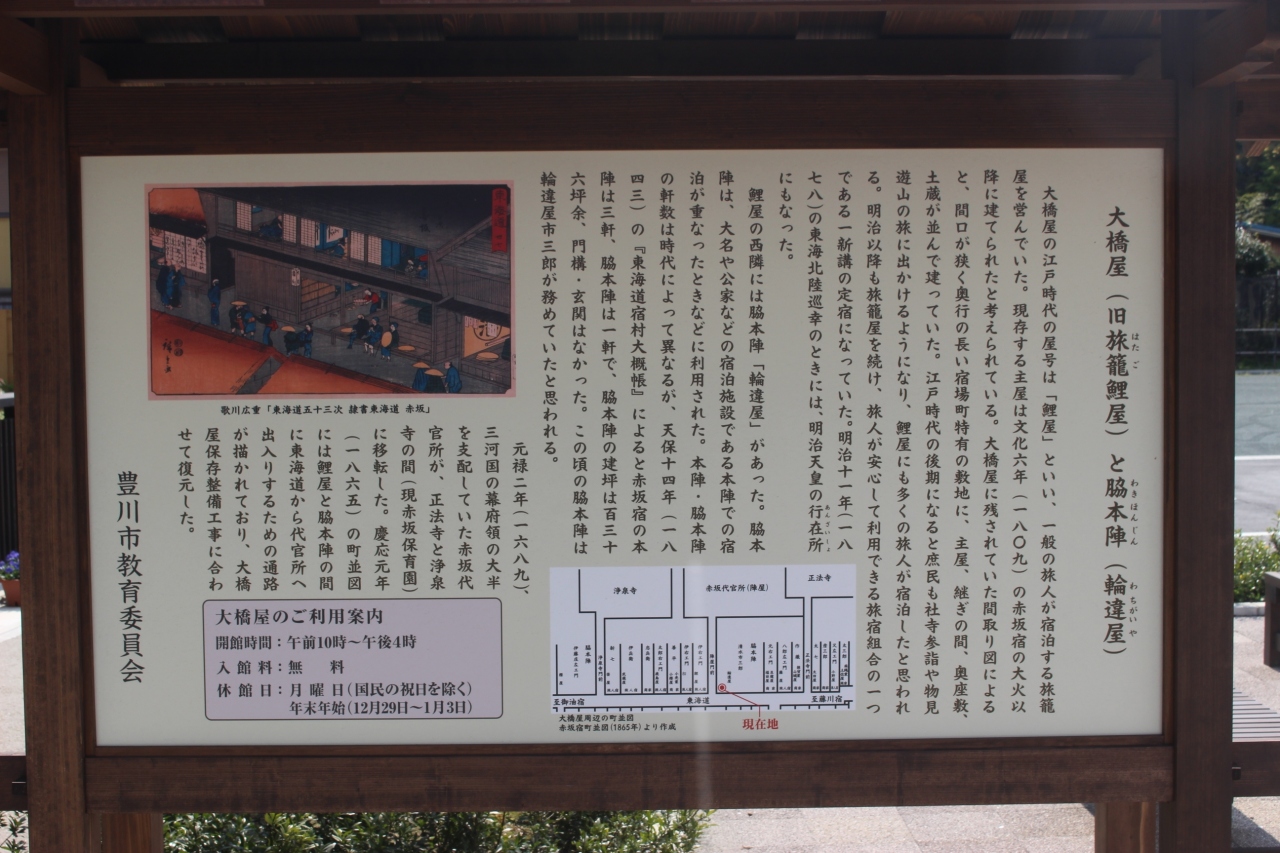 大橋屋（旧旅籠鯉屋）と脇本陣（輪違屋）
はたご
わきほんじん
わちがいや
大橋屋の江戸時代の屋号は「鯉屋」といい、一般の旅人が宿泊する旅籠
屋を営んでいた。現存する主屋は文化六年（一八〇九）の赤坂宿の大火以
降に建てられたと考えられている。大橋屋に残されていた間取り図による
と、間口が狭く奥行の長い宿場町特有の敷地に、主屋、継ぎの間、奥座敷、
土蔵が並んで建っていた。江戸時代の後期になると庶民も社寺参詣や物見
遊山の旅に出かけるようになり、鯉屋にも多くの旅人が宿泊したと思われ
る。明治以降も旅籠屋を続け、旅人が安心して利用できる旅宿組合の一つ
である一新講の定宿になっていた。明治十一年（一八
七八）の東海北陸巡幸のときには、明治天皇の行在所
あんざいしょ
にもなった。
鯉屋の西隣には脇本陣「輪違屋」があった。脇本
陣は、大名や公家などの宿泊施設である本陣での宿
泊が重なったときなどに利用された。本陣・脇本陣
の軒数は時代によって異なるが、天保十四年（一八
四三）の『東海道宿村大概帳』によると赤坂宿の本
陣は三軒、脇本陣は一軒で、脇本陣の建坪は百三十
六坪余、門構・玄関はなかった。この頃の脇本陣は
輪違屋市三郎が務めていたと思われる。
元禄二年（一六八九）、
三河国の幕府領の大半
を支配していた赤坂代
官所が、正法寺と浄泉
寺の間（現赤坂保育園）
に移転した。慶応元年
（一八六五）の町並図
には鯉屋と脇本陣の間
に東海道から代官所へ
出入りするための通路
が描かれており、大橋
屋保存整備工事に合わ
せて復元した。
豊川市教育委員会
歌川広重「東海道五十三次 隷書東海道 赤坂」
大橋屋のご利用案内
開館時間：午前10時～午後4時
入館料：無　料
休館日：月曜日（国民の祝日を除く）
年末年始（12月29日～1月3日）
浄泉寺
赤坂代官所（陣屋）
正法寺
脇本陣
脇本陣
至御油宿
東海道
至藤川宿
現在地
大橋屋周辺の町並図
赤坂宿町並図（1865年）より作成